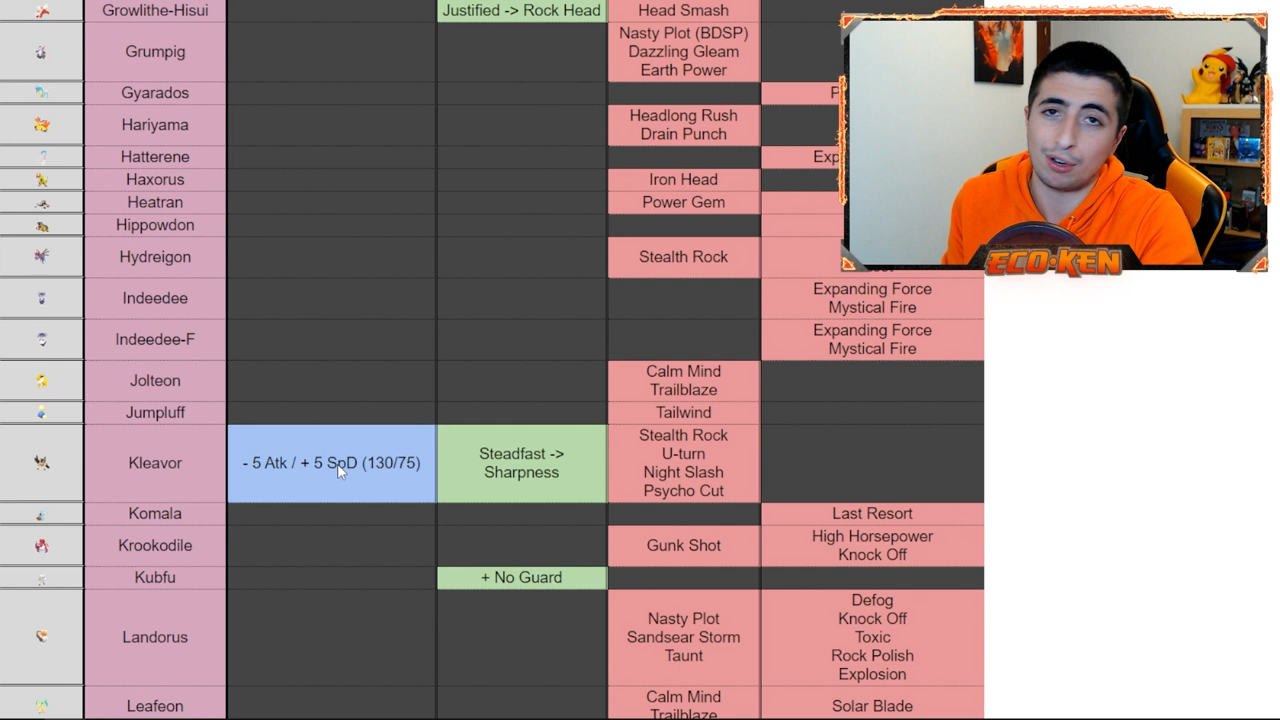 Growlithe-Hisui
Justified -> Rock Head
Head Smash
Grumpig
Nasty Plot (BDSP)
Dazzling Gleam
Earth Power
Gyarados
Hariyama
Headlong Rush
Drain Punch
Hatterene
Exp
Haxorus
Iron Head
Heatran
Power Gem
Hippowdon
Hydreigon
Stealth Rock
Indeedee
Expanding Force
Mystical Fire
Indeedee-F
Expanding Force
Mystical Fire
Jolteon
Calm Mind
Trailblaze
Jumpluff
Tailwind
Kleavor
- 5 Atk / + 5 SpD (130/75)
Steadfast ->
Sharpness
Stealth Rock
U-turn
Night Slash
Psycho Cut
Komala
Last Resort
Krookodile
Gunk Shot
High Horsepower
Knock Off
Kubfu
+ No Guard
Landorus
Nasty Plot
Sandsear Storm
Taunt
Defog
Knock Off
Toxic
Rock Polish
Explosion
Leafeon
Calm Mind
Trailblaze
Solar Blade
ECO-KEN